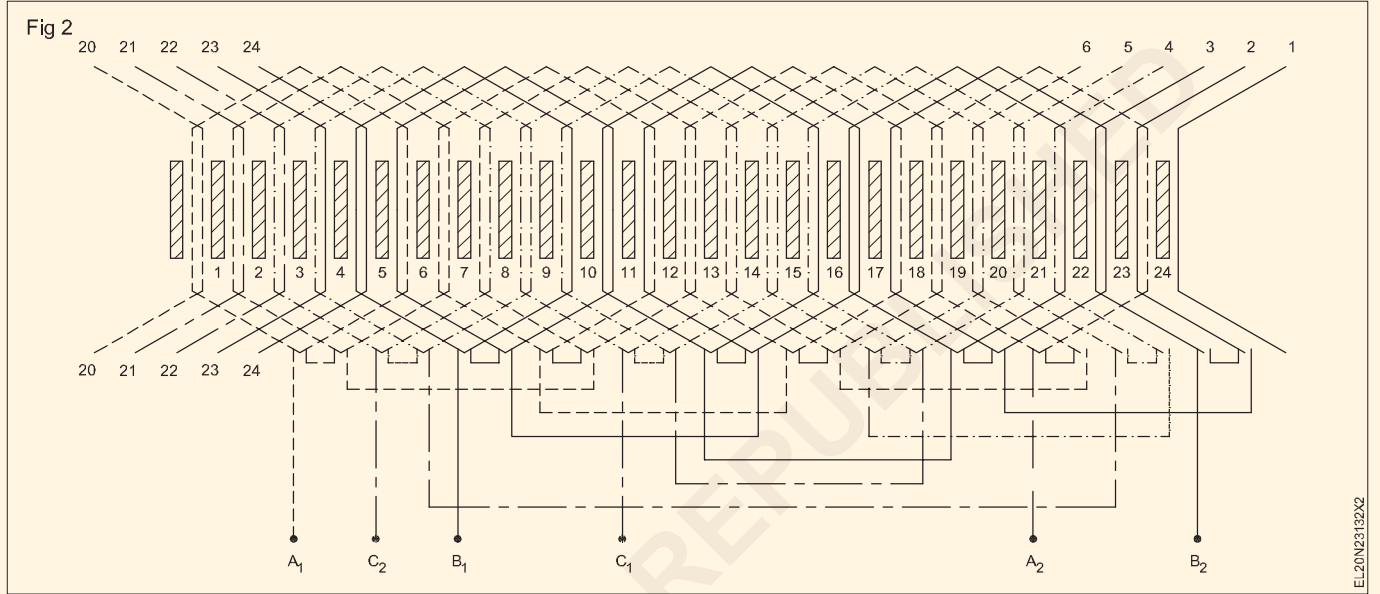 Fig 2
20 21 22 23 24 6 5 4 3 2 1
1 2 3 4 5 6 7 8 9 10 11 12 13 14 15 16 17 18 19 20 21 22 23 24
20 21 22 23 24
A1 C2 B1 C1 A2 B2
EL20N23132X2
REPUBLISHED